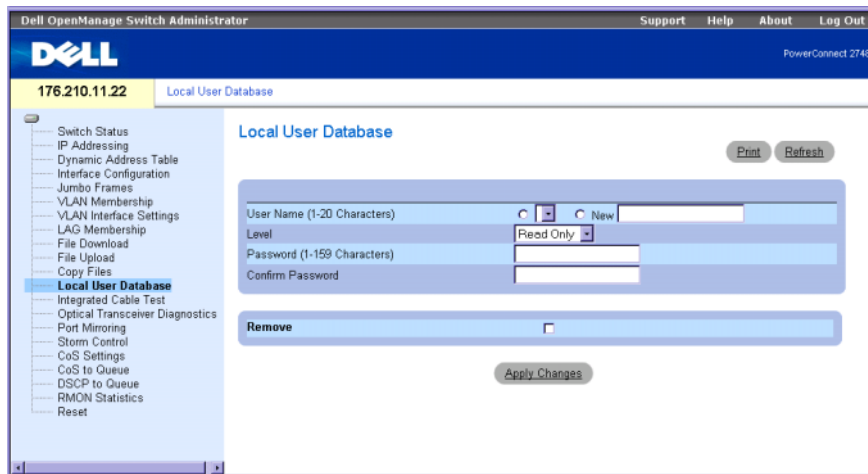 Dell OpenManage Switch Administrator
Support Help About Log Out
DELL
PowerConnect 2748
176.210.11.22
Local User Database
Switch Status
IP Addressing
Dynamic Address Table
Interface Configuration
Jumbo Frames
VLAN Membership
VLAN Interface Settings
LAG Membership
File Download
File Upload
Copy Files
Local User Database
Integrated Cable Test
Optical Transceiver Diagnostics
Port Mirroring
Storm Control
CoS Settings
CoS to Queue
DSCP to Queue
RMON Statistics
Reset
Local User Database
Print Refresh
User Name (1-20 Characters) New
Level Read Only
Password (1-159 Characters)
Confirm Password
Remove
Apply Changes